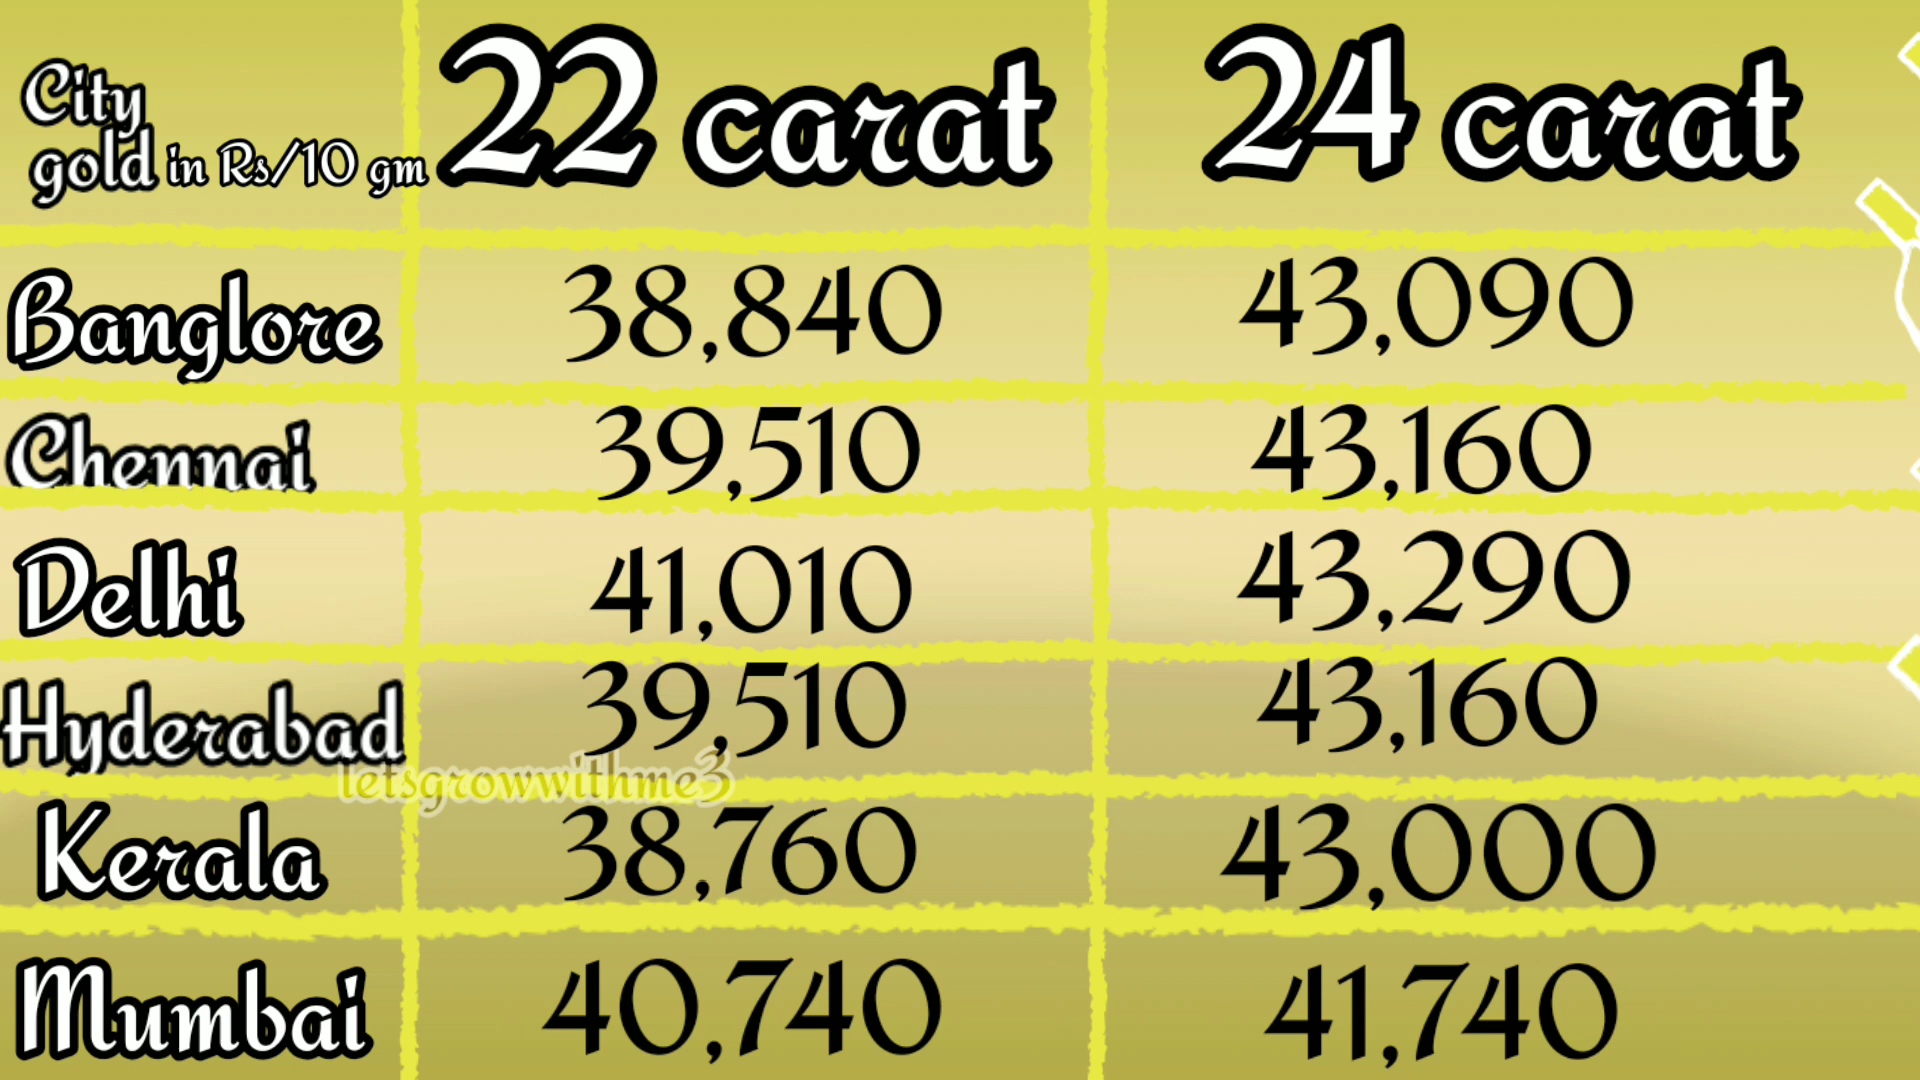 City
gold in Rs/10 gm 22 carat 24 carat
Banglore 38,840 43,090
Chennai 39,510 43,160
Delhi 41,010 43,290
Hyderabad 39,510 43,160
letsgrowwithme3
Kerala 38,760 43,000
Mumbai 40,740 41,740